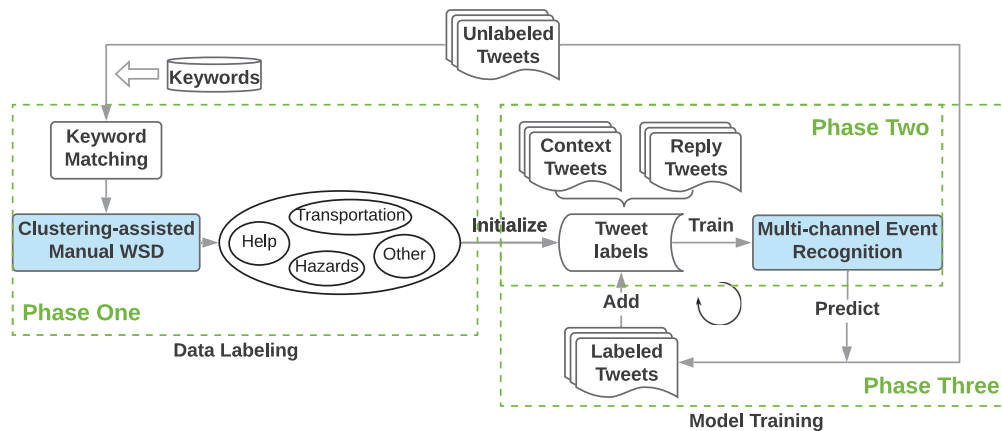 Unlabeled
Tweets
Keywords
Keyword
Matching
Clustering-assisted
Manual WSD
Phase One
Transportation
Help
Other
Hazards
Data Labeling
Initialize
Phase Two
Context
Tweets
Reply
Tweets
Tweet
labels
Train
Multi-channel Event
Recognition
Add
Predict
Labeled
Tweets
Phase Three
Model Training